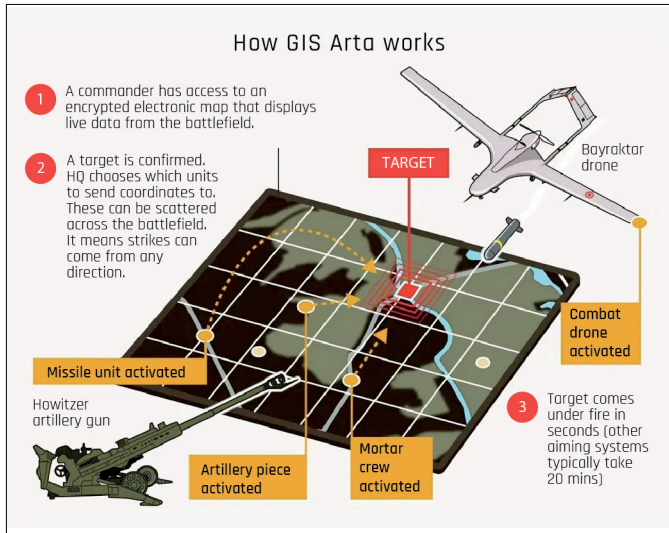 How GIS Arta works
1
A commander has access to an
encrypted electronic map that displays
live data from the battlefield.
2
A target is confirmed.
HQ chooses which units
to send coordinates to.
These can be scattered
across the battlefield.
It means strikes can
come from any
direction.
TARGET
Bayraktar
drone
Combat
drone
activated
Missile unit activated
Howitzer
artillery gun
Artillery piece
activated
Mortar
crew
activated
3
Target comes
under fire in
seconds (other
aiming systems
typically take
20 mins)